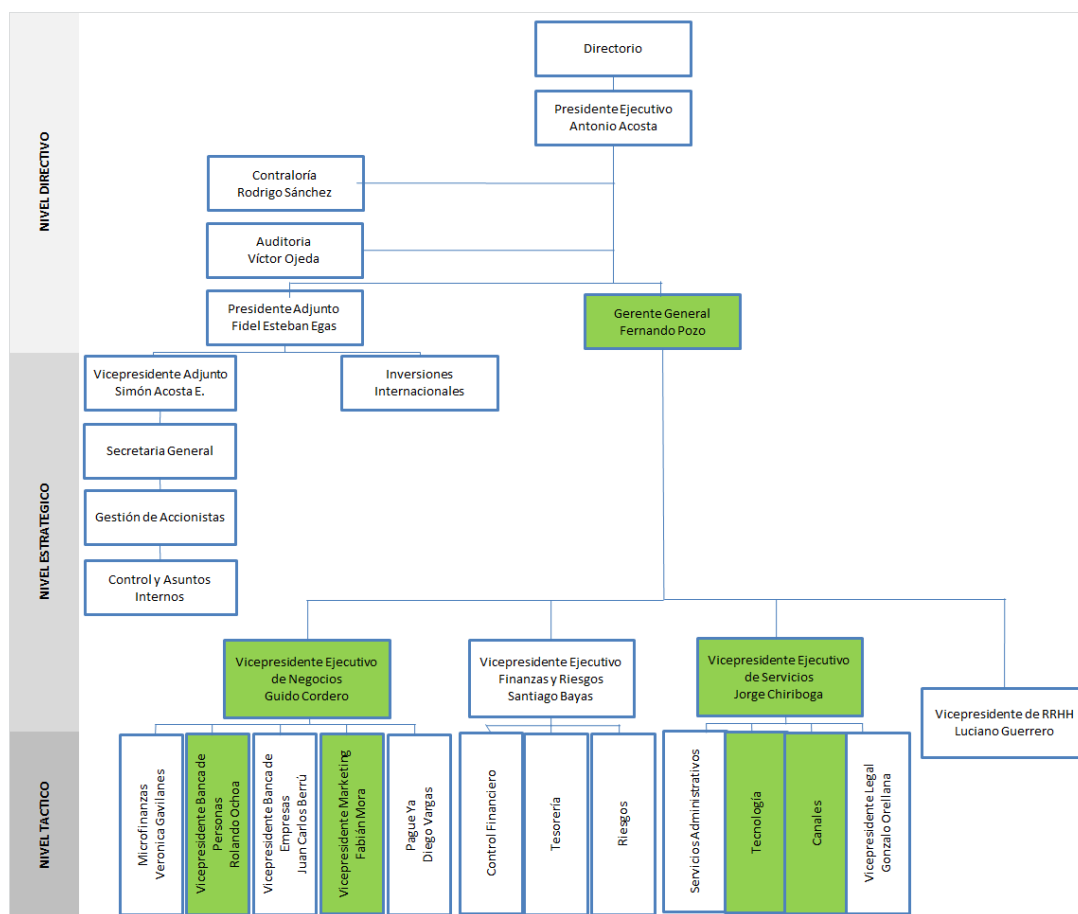 NIVEL DIRECTIVO
Directorio
Presidente Ejecutivo
Antonio Acosta
Contraloría
Rodrigo Sánchez
Auditoria
Víctor Ojeda
Presidente Adjunto
Fidel Esteban Egas
Gerente General
Fernando Pozo
NIVEL ESTRATEGICO
Vicepresidente Adjunto
Simón Acosta E.
Inversiones
Internacionales
Secretaria General
Gestión de Accionistas
Control y Asuntos
Internos
Vicepresidente Ejecutivo
de Negocios
Guido Cordero
Vicepresidente Ejecutivo
Finanzas y Riesgos
Santiago Bayas
Vicepresidente Ejecutivo
de Servicios
Jorge Chiriboga
Vicepresidente de RRHH
Luciano Guerrero
NIVEL TACTICO
Microfinanzas
Veronica Gavilanes
Vicepresidente Banca de
Personas
Rolando Ochoa
Vicepresidente Banca de
Empresas
Juan Carlos Berrú
Vicepresidente Marketing
Fabián Mora
Pague Ya
Diego Vargas
Control Financiero
Tesorería
Riesgos
Servicios Administrativos
Tecnología
Canales
Vicepresidente Legal
Gonzalo Orellana